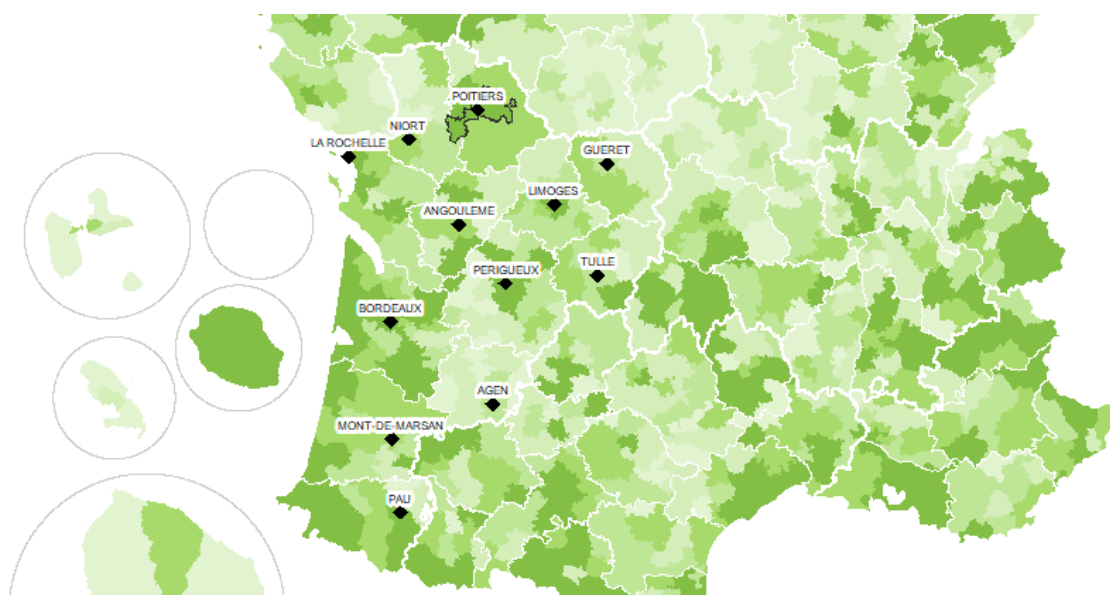 POITIERS
NIORT
LA ROCHELLE
GUERET
LIMOGES
ANGOULEME
TULLE
PERIGUEUX
BORDEAUX
AGEN
MONT-DE-MARSAN
PAU